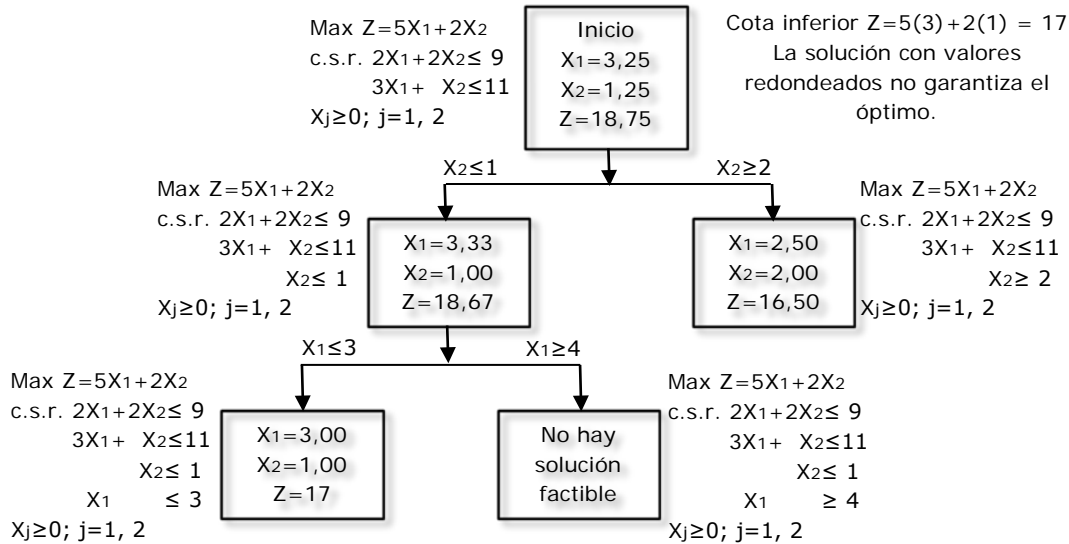 Max Z=5X1+2X2
c.s.r. 2X1+2X2≤ 9
3X1+ X2≤11
Xj≥0; j=1, 2
Inicio
X1=3,25
X2=1,25
Z=18,75
Cota inferior Z=5(3)+2(1) = 17
La solución con valores
redondeados no garantiza el
óptimo.
X2≤1
X2≥2
Max Z=5X1+2X2
c.s.r. 2X1+2X2≤ 9
3X1+ X2≤11
X2≤ 1
Xj≥0; j=1, 2
X1=3,33
X2=1,00
Z=18,67
X1=2,50
X2=2,00
Z=16,50
Max Z=5X1+2X2
c.s.r. 2X1+2X2≤ 9
3X1+ X2≤11
X2≥ 2
Xj≥0; j=1, 2
X1≤3
X1≥4
Max Z=5X1+2X2
c.s.r. 2X1+2X2≤ 9
3X1+ X2≤11
X2≤ 1
X1 ≤ 3
Xj≥0; j=1, 2
X1=3,00
X2=1,00
Z=17
No hay
solución
factible
Max Z=5X1+2X2
c.s.r. 2X1+2X2≤ 9
3X1+ X2≤11
X2≤ 1
X1 ≥ 4
Xj≥0; j=1, 2